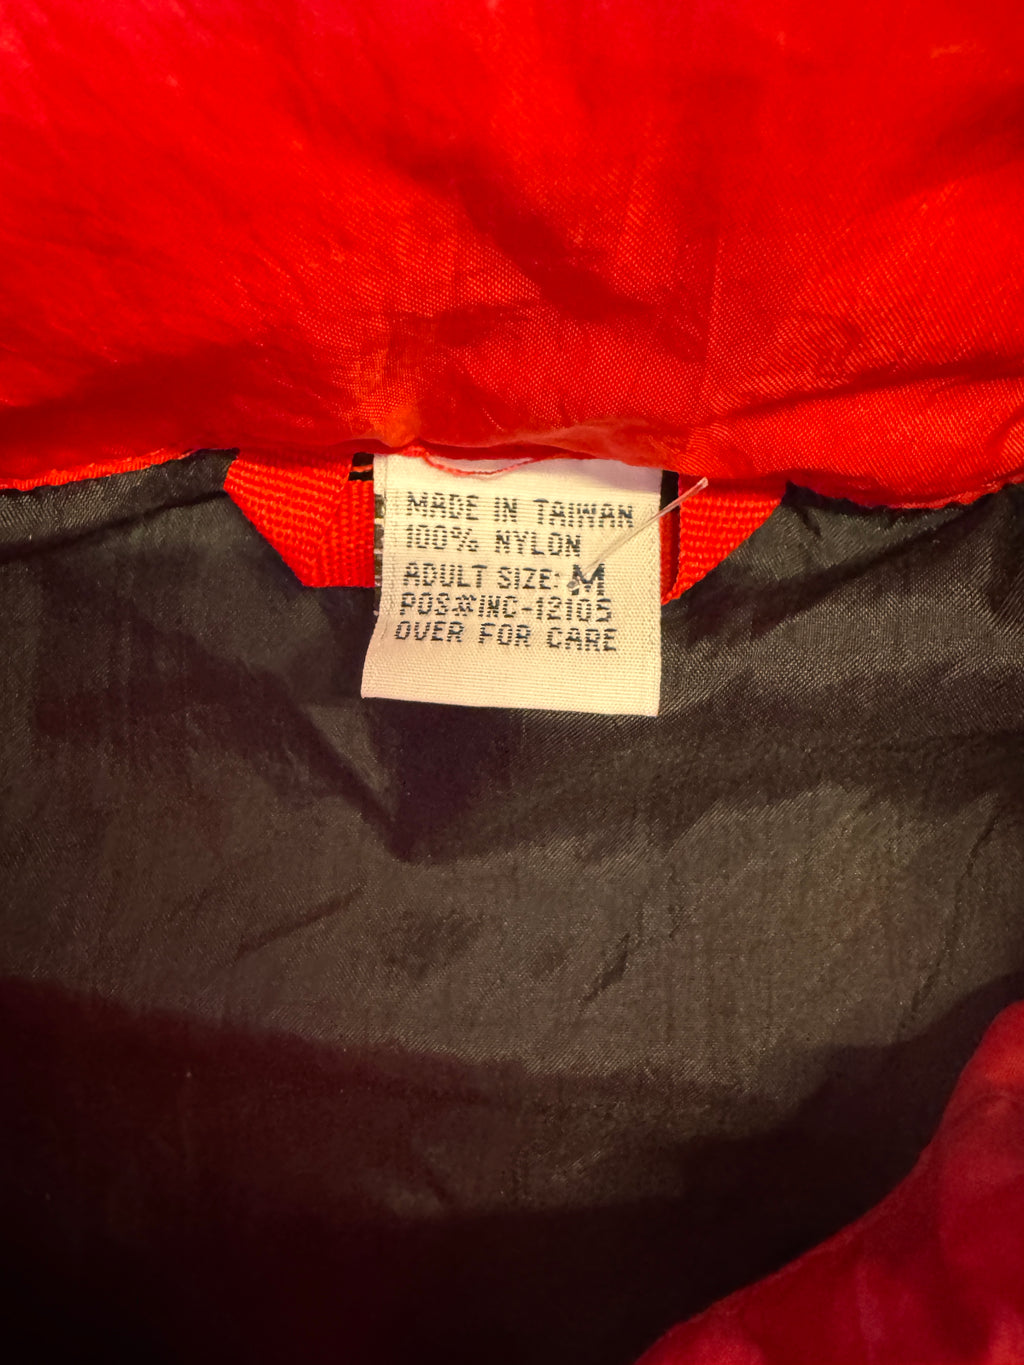 MADE IN TAIWAN
100% NYLON
ADULT SIZE: M
POS#INC-12105
OVER FOR CARE